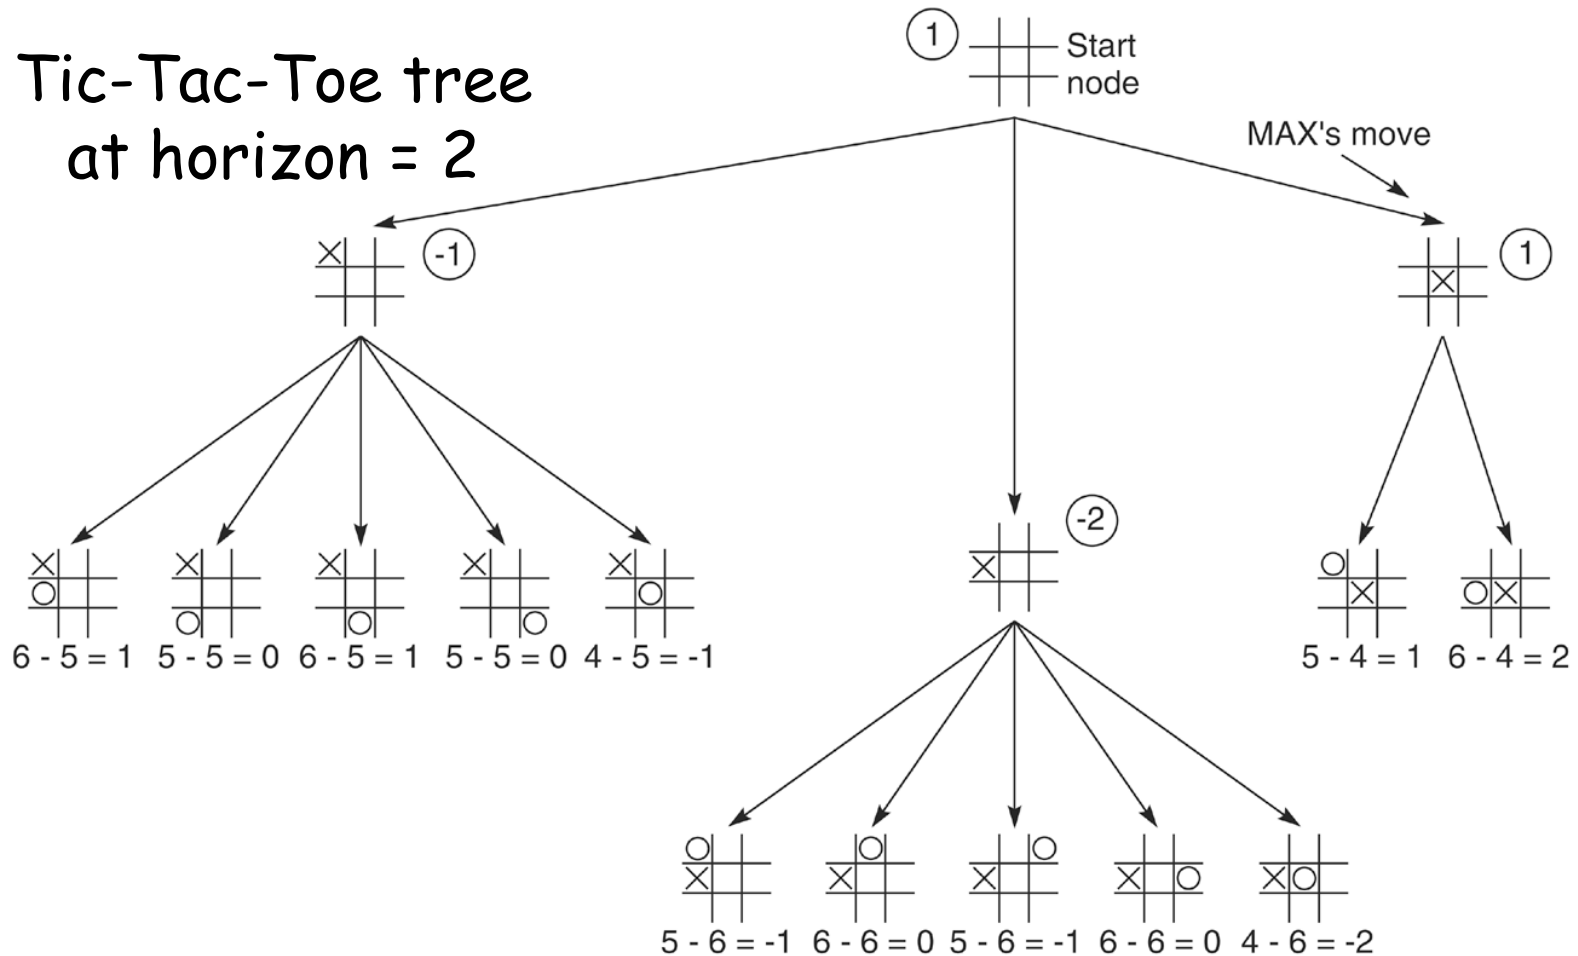 Tic-Tac-Toe tree
at horizon = 2
1
Start
node
MAX's move
-1
1
-2
6 - 5 = 1
5 - 5 = 0
6 - 5 = 1
5 - 5 = 0
4 - 5 = -1
5 - 4 = 1
6 - 4 = 2
5 - 6 = -1
6 - 6 = 0
5 - 6 = -1
6 - 6 = 0
4 - 6 = -2